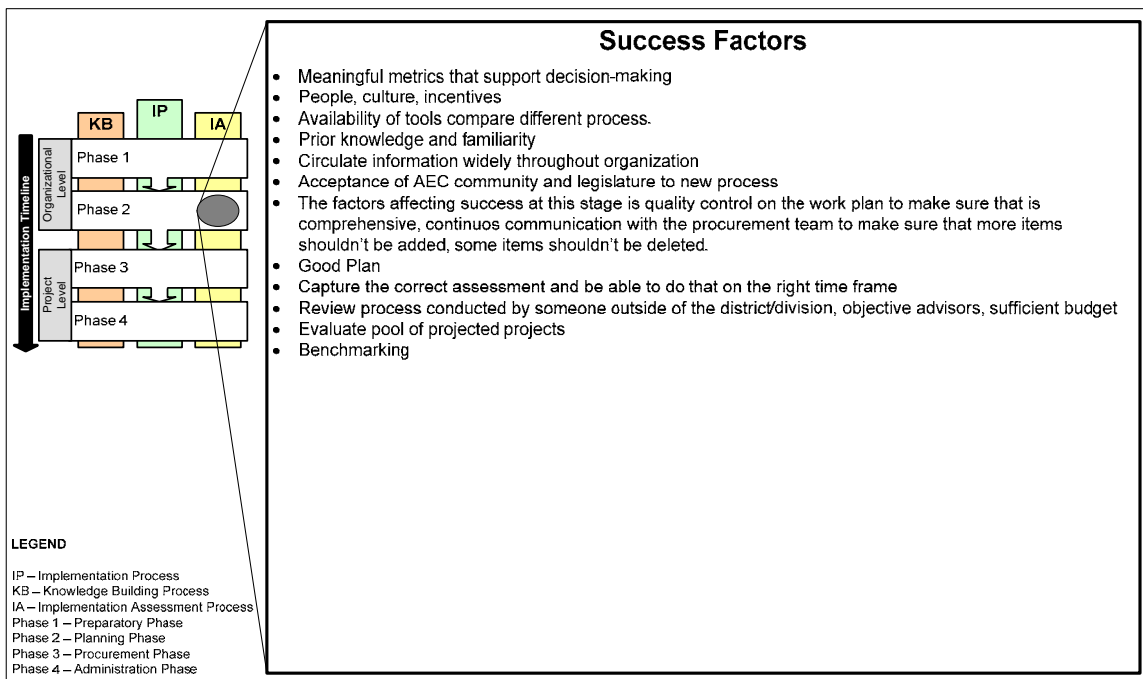 Success Factors
• Meaningful metrics that support decision-making
• People, culture, incentives
• Availability of tools compare different process.
• Prior knowledge and familiarity
• Circulate information widely throughout organization
• Acceptance of AEC community and legislature to new process
• The factors affecting success at this stage is quality control on the work plan to make sure that is
comprehensive, continuos communication with the procurement team to make sure that more items
shouldn't be added, some items shouldn't be deleted.
• Good Plan
• Capture the correct assessment and be able to do that on the right time frame
• Review process conducted by someone outside of the district/division, objective advisors, sufficient budget
• Evaluate pool of projected projects
• Benchmarking
KB
IP
IA
Implementation Timeline
Organizational
Level
Phase 1
Phase 2
Project
Level
Phase 3
Phase 4
LEGEND
IP – Implementation Process
KB – Knowledge Building Process
IA – Implementation Assessment Process
Phase 1 – Preparatory Phase
Phase 2 – Planning Phase
Phase 3 – Procurement Phase
Phase 4 – Administration Phase